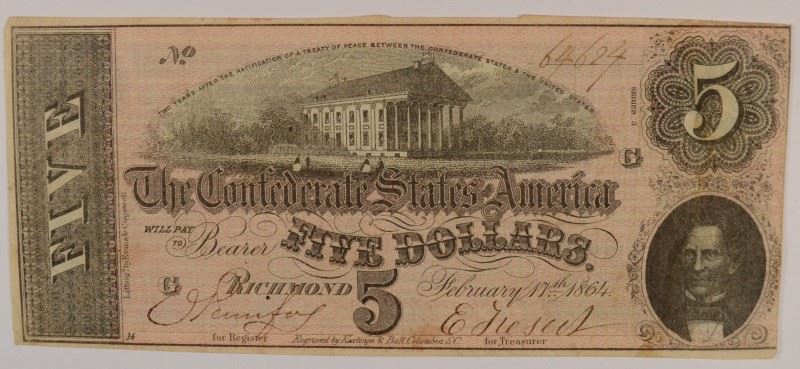 FIVE
No 64624
TWO YEARS AFTER THE RATIFICATION OF A TREATY OF PEACE BETWEEN THE CONFEDERATE STATES & THE UNITED STATES
5
SERIES 3
G
The Confederate States of America
WILL PAY
TO Bearer FIVE DOLLARS.
G RICHMOND 5 February 17th 1864.
for Register
Engraved by Keatinge & Ball, Columbia S.C.
for Treasurer